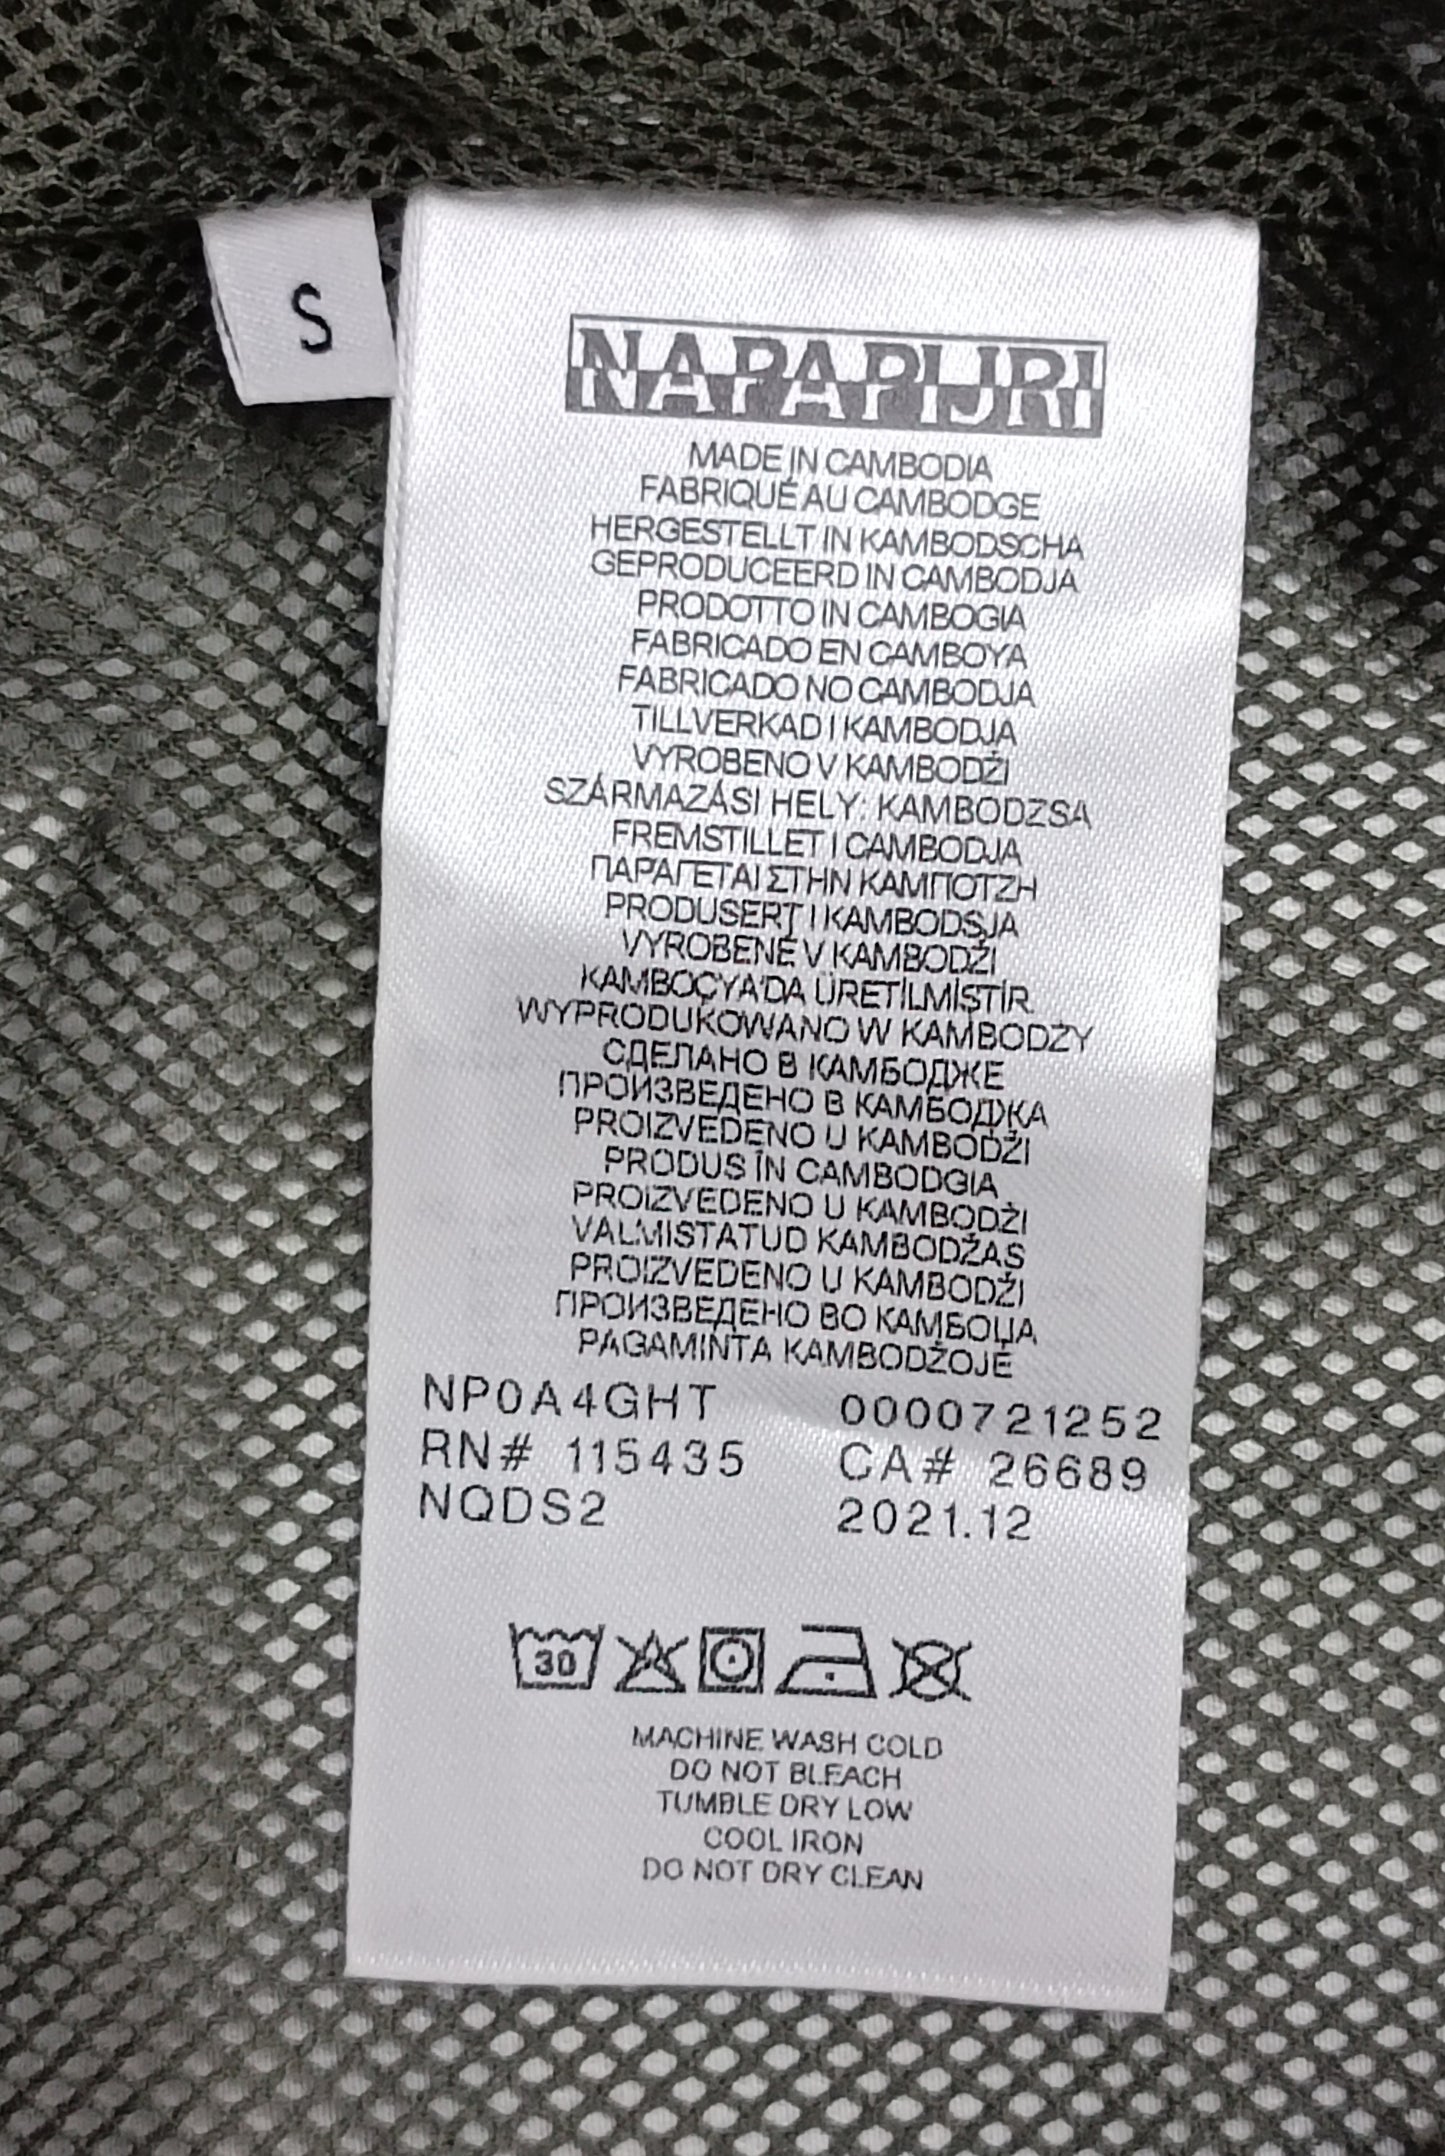 S
NAPAPIJRI
MADE IN CAMBODIA
FABRIQUÉ AU CAMBODGE
HERGESTELLT IN KAMBODSCHA
GEPRODUCEERD IN CAMBODJA
PRODOTTO IN CAMBOGIA
FABRICADO EN CAMBOYA
FABRICADO NO CAMBODJA
TILLVERKAD I KAMBODJA
VYROBENO V KAMBODŽI
SZÁRMAZÁSI HELY: KAMBODZSA
FREMSTILLET I CAMBODJA
ΠΑΡΑΓΕΤΑΙ ΣΤΗΝ ΚΑΜΠΟΤΖΗ
PRODUSERT I KAMBODSJA
VYROBENÉ V KAMBODŽI
KAMBOÇYA'DA ÜRETİLMİSTİR
WYPRODUKOWANO W KAMBODŻY
СДЕЛАНО В КАМБОДЖЕ
ПРОИЗВЕДЕНО В КАМБОДЖА
PROIZVEDENO U KAMBODŽI
PRODUS ÎN CAMBODGIA
PROIZVEDENO U KAMBODŽI
VALMISTATUD KAMBODŽAS
PROIZVEDENO U KAMBODŽI
ПРОИЗВЕДЕНО ВО КАМБОЏА
PAGAMINTA KAMBODŽOJE
NP0A4GHT 0000721252
RN# 115435 CA# 26689
NQDS2 2021.12
30
MACHINE WASH COLD
DO NOT BLEACH
TUMBLE DRY LOW
COOL IRON
DO NOT DRY CLEAN